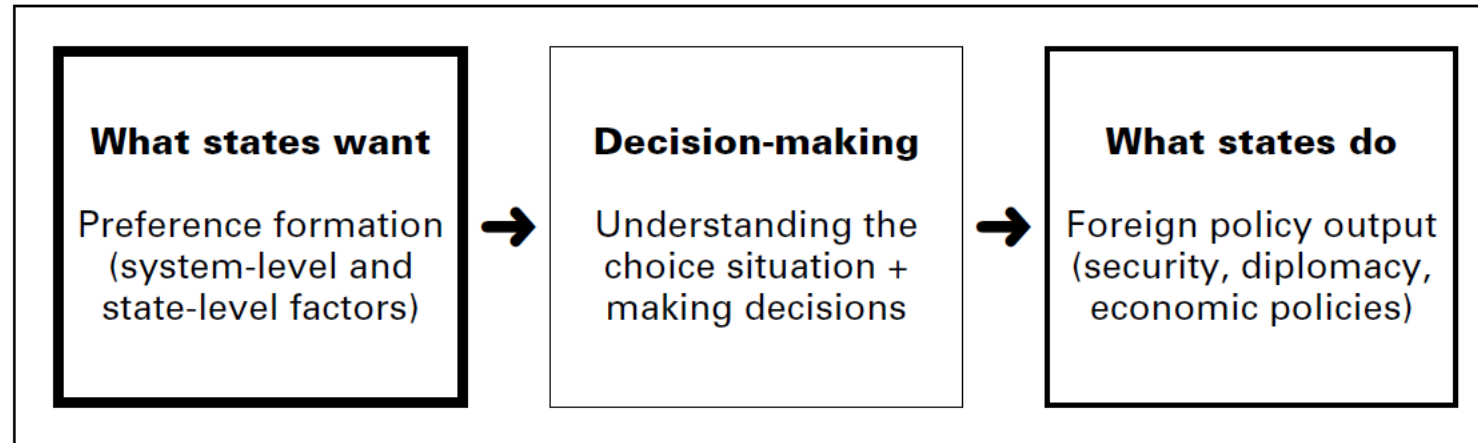 What states want
Preference formation
(system-level and
state-level factors)
Decision-making
Understanding the
choice situation +
making decisions
What states do
Foreign policy output
(security, diplomacy,
economic policies)